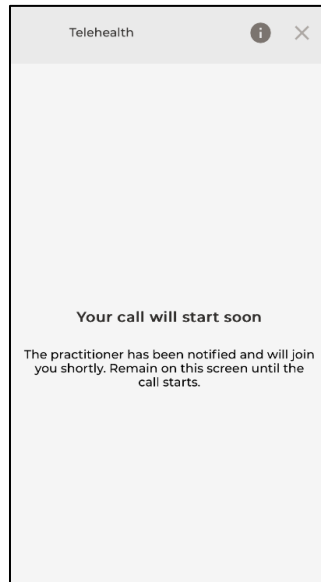 Telehealth
Your call will start soon
The practitioner has been notified and will join
you shortly. Remain on this screen until the
call starts.